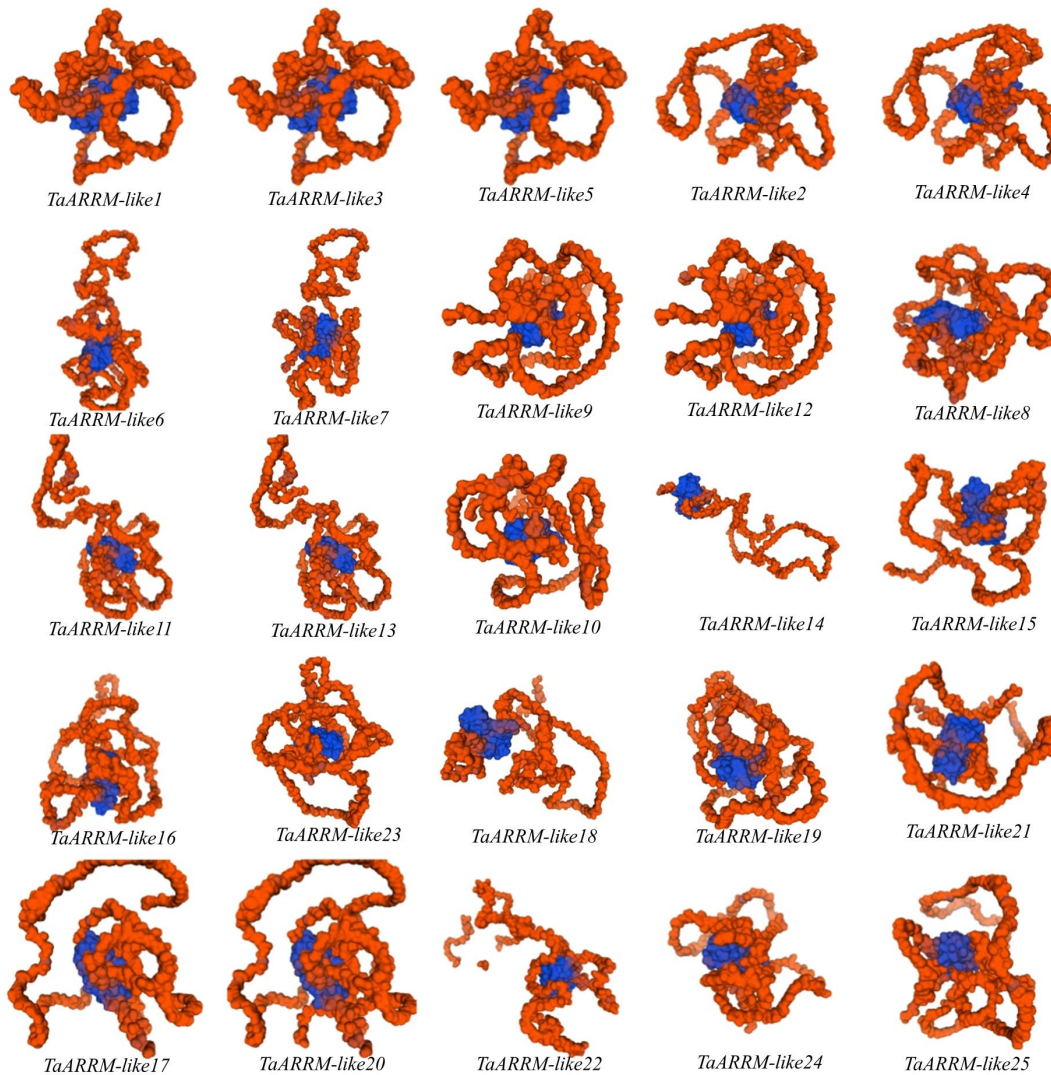 TaARRM-like1 TaARRM-like3 TaARRM-like5 TaARRM-like2 TaARRM-like4
TaARRM-like6 TaARRM-like7 TaARRM-like9 TaARRM-like12 TaARRM-like8
TaARRM-like11 TaARRM-like13 TaARRM-like10 TaARRM-like14 TaARRM-like15
TaARRM-like16 TaARRM-like23 TaARRM-like18 TaARRM-like19 TaARRM-like21
TaARRM-like17 TaARRM-like20 TaARRM-like22 TaARRM-like24 TaARRM-like25